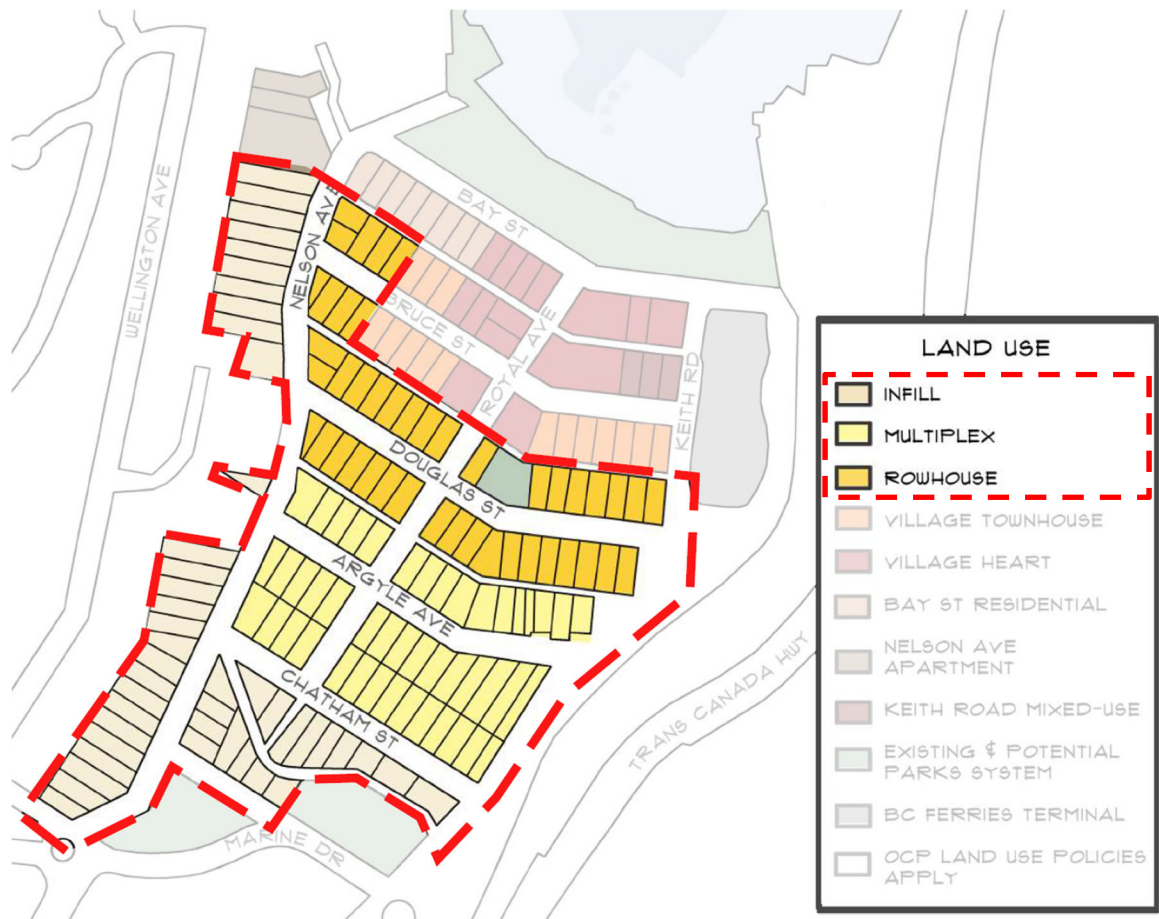 WELLINGTON AVE
NELSON AVE
BAY ST
BRUCE ST
ROYAL AVE
KEITH RD
DOUGLAS ST
ARGYLE AVE
CHATHAM ST
TRANS CANADA HWY
MARINE DR
LAND USE
INFILL
MULTIPLEX
ROWHOUSE
VILLAGE TOWNHOUSE
VILLAGE HEART
BAY ST RESIDENTIAL
NELSON AVE
APARTMENT
KEITH ROAD MIXED-USE
EXISTING & POTENTIAL
PARKS SYSTEM
BC FERRIES TERMINAL
OCP LAND USE POLICIES
APPLY